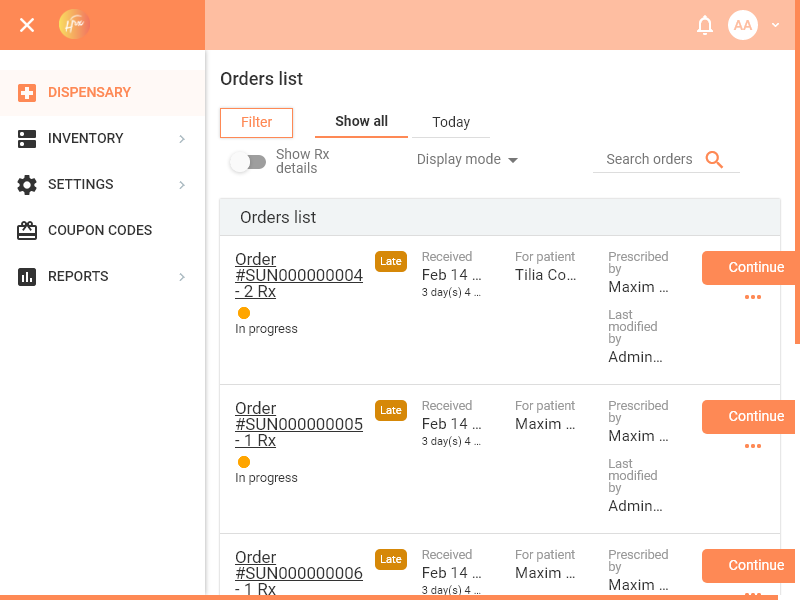 AA
DISPENSARY
INVENTORY
SETTINGS
COUPON CODES
REPORTS
Orders list
Filter
Show all
Today
Show Rx
details
Display mode
Search orders
Orders list
Order
#SUN000000004
- 2 Rx
Late
In progress
Received
Feb 14 ...
3 day(s) 4 ...
For patient
Tilia Co...
Prescribed
by
Maxim ...
Last
modified
by
Admin...
Continue
Order
#SUN000000005
- 1 Rx
Late
In progress
Received
Feb 14 ...
3 day(s) 4 ...
For patient
Maxim ...
Prescribed
by
Maxim ...
Last
modified
by
Admin...
Continue
Order
#SUN000000006
- 1 Rx
Late
Received
Feb 14 ...
3 day(s) 4 ...
For patient
Maxim ...
Prescribed
by
Maxim ...
Continue